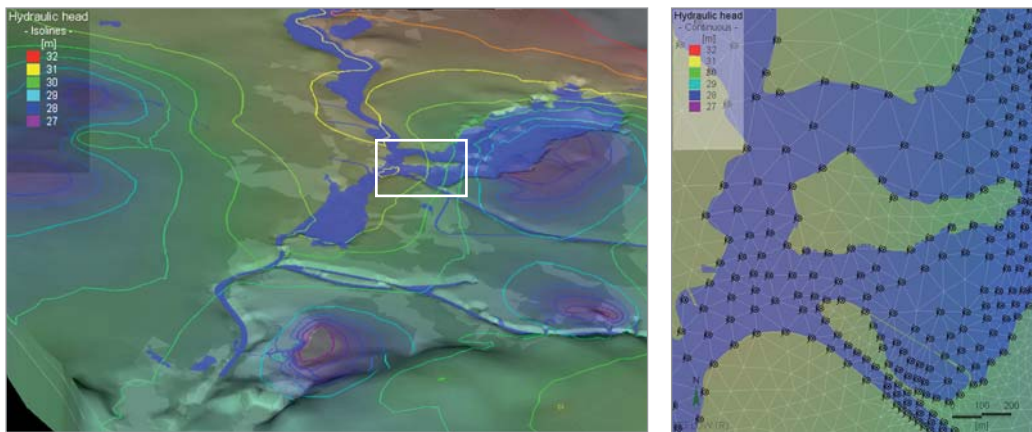 Hydraulic head
- Isolines -
[m]
32
31
30
29
28
27
Hydraulic head
- Continuous -
[m]
32
31
30
29
28
27
N
100
200
[m]